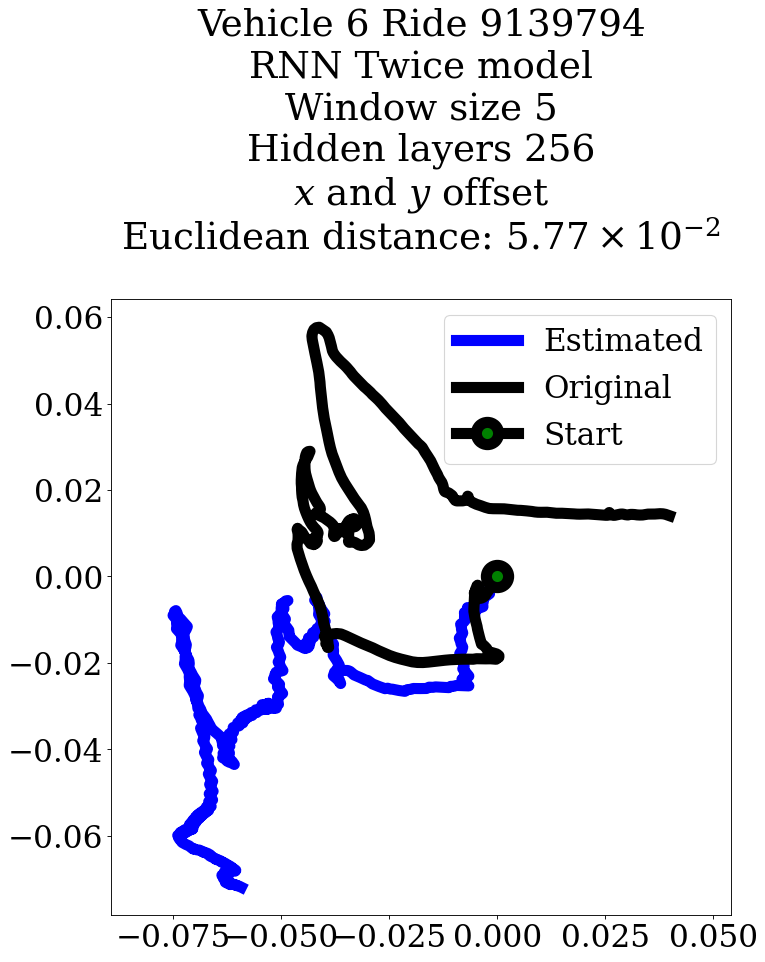 Vehicle 6 Ride 9139794
RNN Twice model
Window size 5
Hidden layers 256
x and y offset
Euclidean distance: 5.77 × 10⁻²
Estimated
Original
Start
0.06
0.04
0.02
0.00
−0.02
−0.04
−0.06
−0.075 −0.050 −0.025 0.000 0.025 0.050